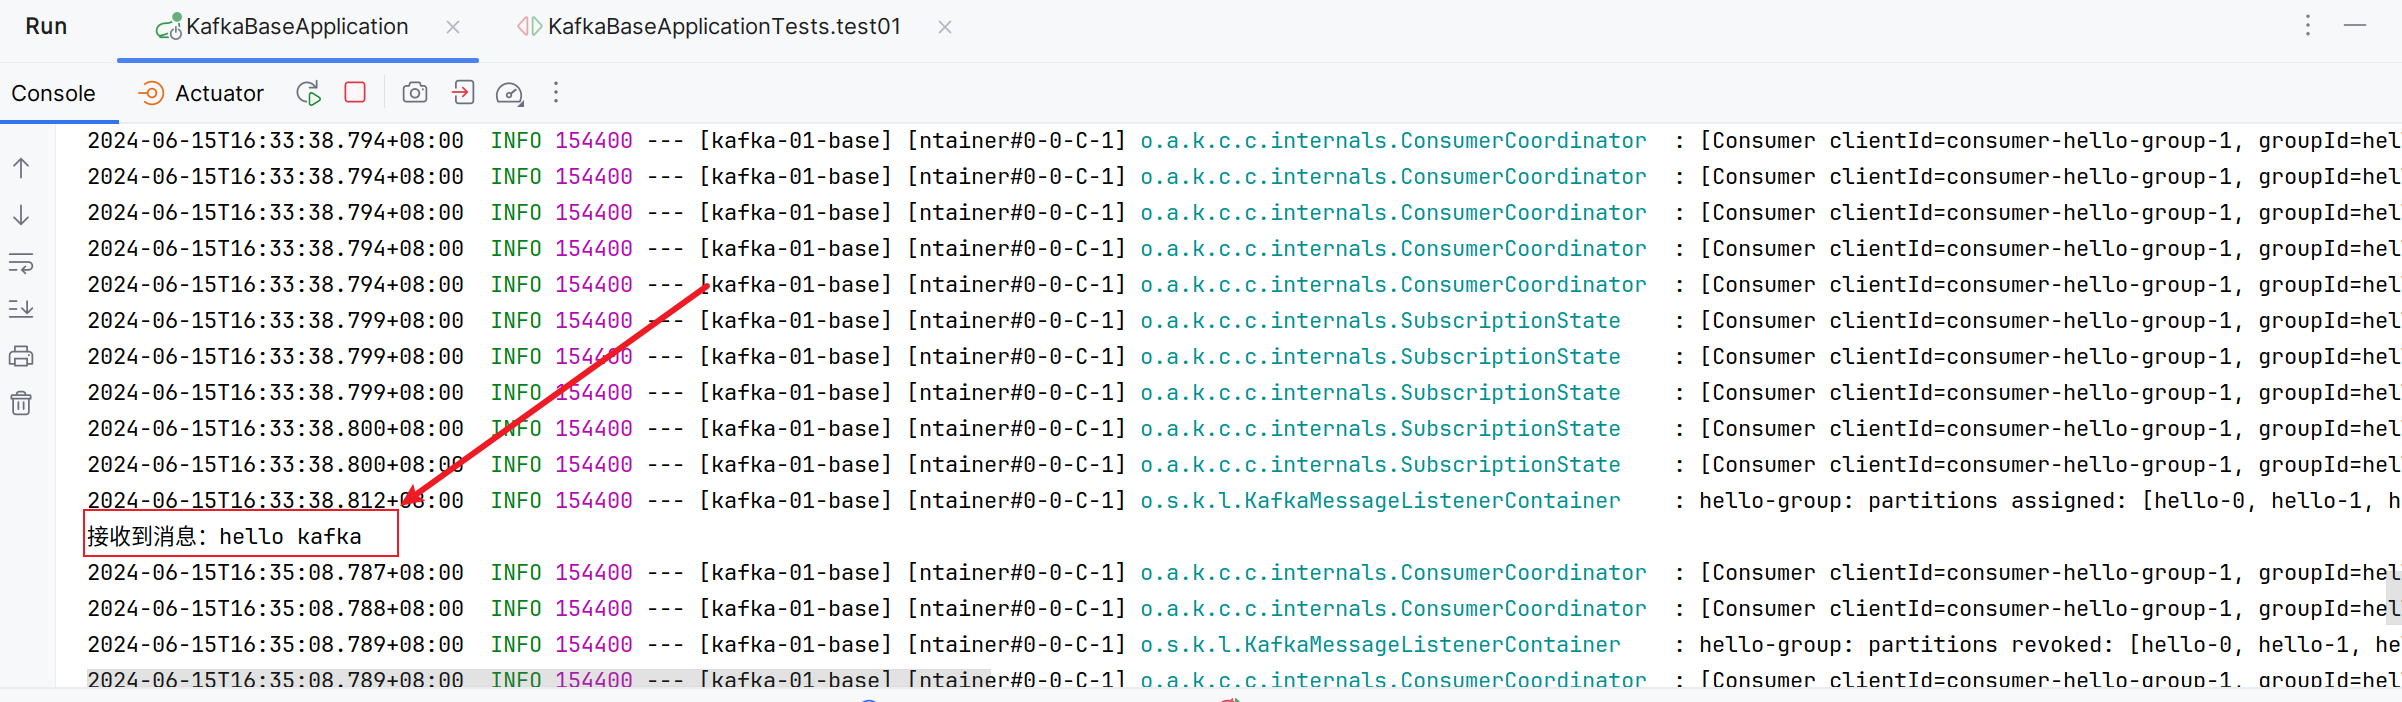 Run KafkaBaseApplication KafkaBaseApplicationTests.test01
Console Actuator
2024-06-15T16:33:38.794+08:00 INFO 154400 --- [kafka-01-base] [ntainer#0-0-C-1] o.a.k.c.c.internals.ConsumerCoordinator : [Consumer clientId=consumer-hello-group-1, groupId=hel
2024-06-15T16:33:38.794+08:00 INFO 154400 --- [kafka-01-base] [ntainer#0-0-C-1] o.a.k.c.c.internals.ConsumerCoordinator : [Consumer clientId=consumer-hello-group-1, groupId=hel
2024-06-15T16:33:38.794+08:00 INFO 154400 --- [kafka-01-base] [ntainer#0-0-C-1] o.a.k.c.c.internals.ConsumerCoordinator : [Consumer clientId=consumer-hello-group-1, groupId=hel
2024-06-15T16:33:38.794+08:00 INFO 154400 --- [kafka-01-base] [ntainer#0-0-C-1] o.a.k.c.c.internals.ConsumerCoordinator : [Consumer clientId=consumer-hello-group-1, groupId=hel
2024-06-15T16:33:38.794+08:00 INFO 154400 --- [kafka-01-base] [ntainer#0-0-C-1] o.a.k.c.c.internals.ConsumerCoordinator : [Consumer clientId=consumer-hello-group-1, groupId=hel
2024-06-15T16:33:38.799+08:00 INFO 154400 --- [kafka-01-base] [ntainer#0-0-C-1] o.a.k.c.c.internals.SubscriptionState : [Consumer clientId=consumer-hello-group-1, groupId=hel
2024-06-15T16:33:38.799+08:00 INFO 154400 --- [kafka-01-base] [ntainer#0-0-C-1] o.a.k.c.c.internals.SubscriptionState : [Consumer clientId=consumer-hello-group-1, groupId=hel
2024-06-15T16:33:38.799+08:00 INFO 154400 --- [kafka-01-base] [ntainer#0-0-C-1] o.a.k.c.c.internals.SubscriptionState : [Consumer clientId=consumer-hello-group-1, groupId=hel
2024-06-15T16:33:38.800+08:00 INFO 154400 --- [kafka-01-base] [ntainer#0-0-C-1] o.a.k.c.c.internals.SubscriptionState : [Consumer clientId=consumer-hello-group-1, groupId=hel
2024-06-15T16:33:38.800+08:00 INFO 154400 --- [kafka-01-base] [ntainer#0-0-C-1] o.a.k.c.c.internals.SubscriptionState : [Consumer clientId=consumer-hello-group-1, groupId=hel
2024-06-15T16:33:38.812+08:00 INFO 154400 --- [kafka-01-base] [ntainer#0-0-C-1] o.s.k.l.KafkaMessageListenerContainer : hello-group: partitions assigned: [hello-0, hello-1, h
接收到消息：hello kafka
2024-06-15T16:35:08.787+08:00 INFO 154400 --- [kafka-01-base] [ntainer#0-0-C-1] o.a.k.c.c.internals.ConsumerCoordinator : [Consumer clientId=consumer-hello-group-1, groupId=hel
2024-06-15T16:35:08.788+08:00 INFO 154400 --- [kafka-01-base] [ntainer#0-0-C-1] o.a.k.c.c.internals.ConsumerCoordinator : [Consumer clientId=consumer-hello-group-1, groupId=hel
2024-06-15T16:35:08.789+08:00 INFO 154400 --- [kafka-01-base] [ntainer#0-0-C-1] o.s.k.l.KafkaMessageListenerContainer : hello-group: partitions revoked: [hello-0, hello-1, he
2024-06-15T16:35:08.789+08:00 INFO 154400 --- [kafka-01-base] [ntainer#0-0-C-1] o.a.k.c.c.internals.ConsumerCoordinator : [Consumer clientId=consumer-hello-group-1, groupId=hel